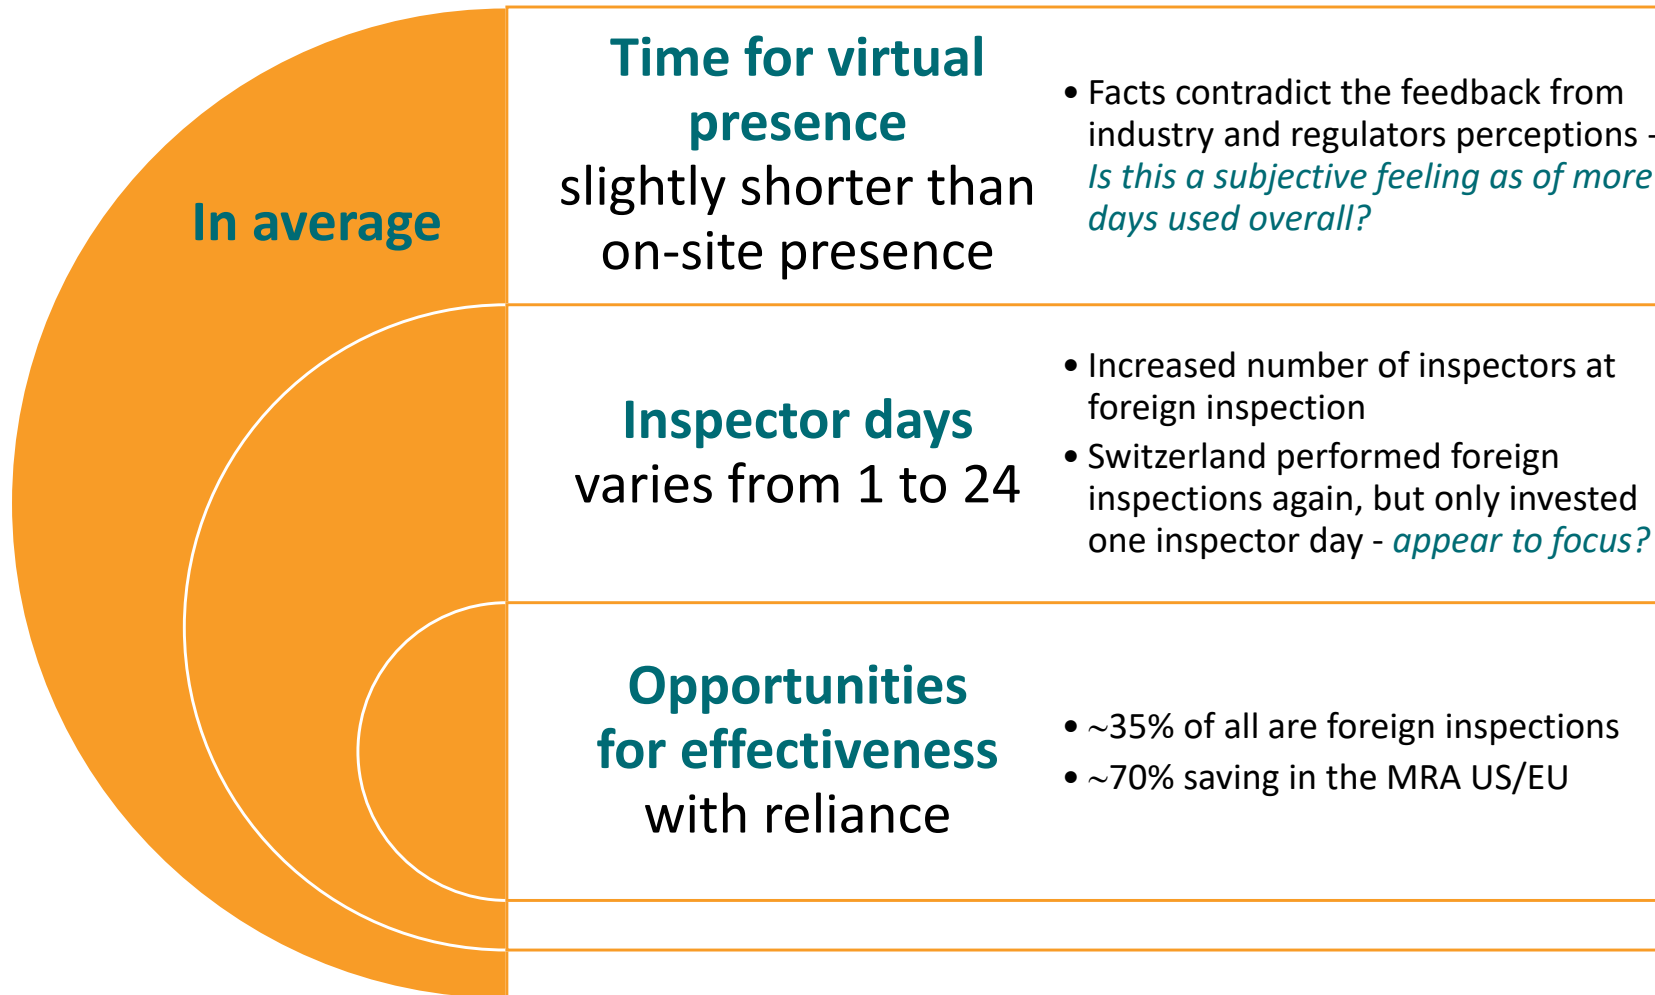 In average
Time for virtual
presence
slightly shorter than
on-site presence
• Facts contradict the feedback from
industry and regulators perceptions -
Is this a subjective feeling as of more
days used overall?
Inspector days
varies from 1 to 24
• Increased number of inspectors at
foreign inspection
• Switzerland performed foreign
inspections again, but only invested
one inspector day - appear to focus?
Opportunities
for effectiveness
with reliance
• ~35% of all are foreign inspections
• ~70% saving in the MRA US/EU